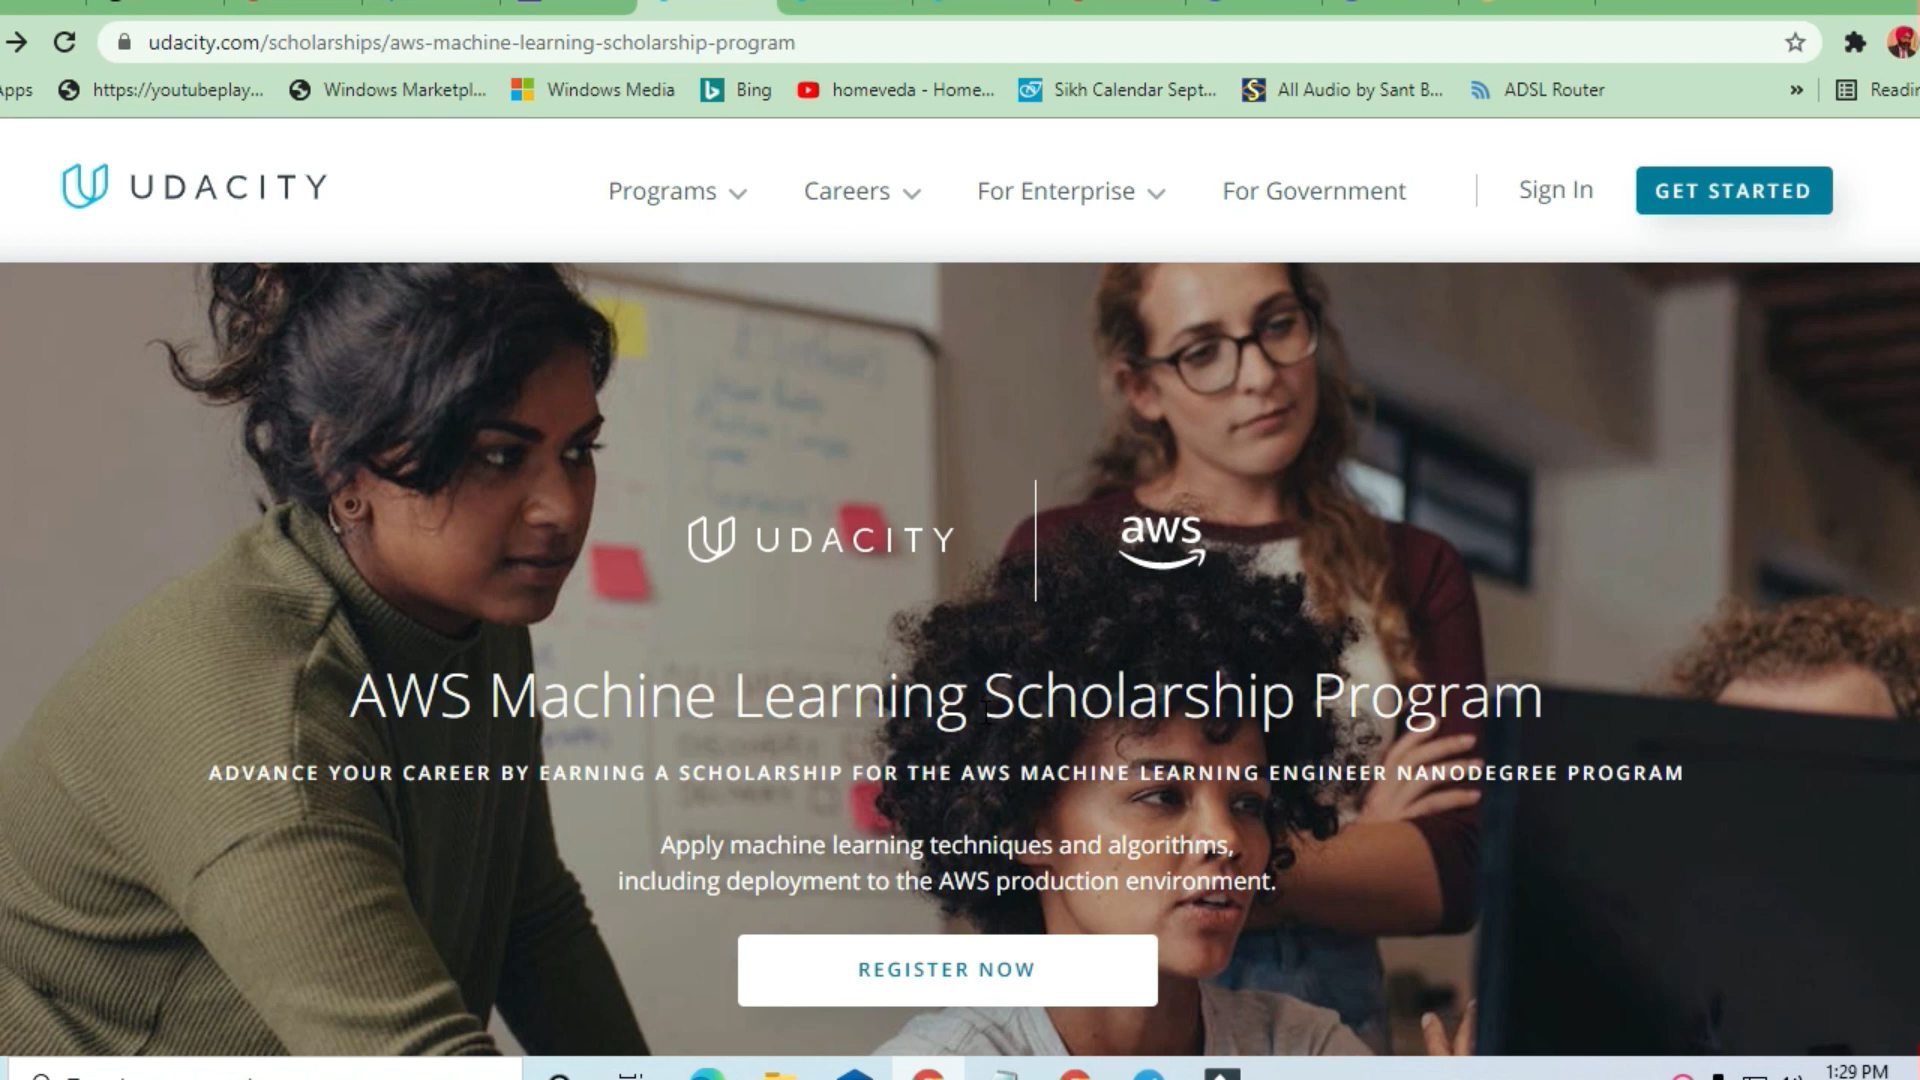 udacity.com/scholarships/aws-machine-learning-scholarship-program
Apps https://youtubeplay... Windows Marketpl... Windows Media Bing homeveda - Home... Sikh Calendar Sept... All Audio by Sant B... ADSL Router » Readin
UDACITY Programs Careers For Enterprise For Government Sign In GET STARTED
UDACITY aws
AWS Machine Learning Scholarship Program
ADVANCE YOUR CAREER BY EARNING A SCHOLARSHIP FOR THE AWS MACHINE LEARNING ENGINEER NANODEGREE PROGRAM
Apply machine learning techniques and algorithms,
including deployment to the AWS production environment.
REGISTER NOW
1:29 PM